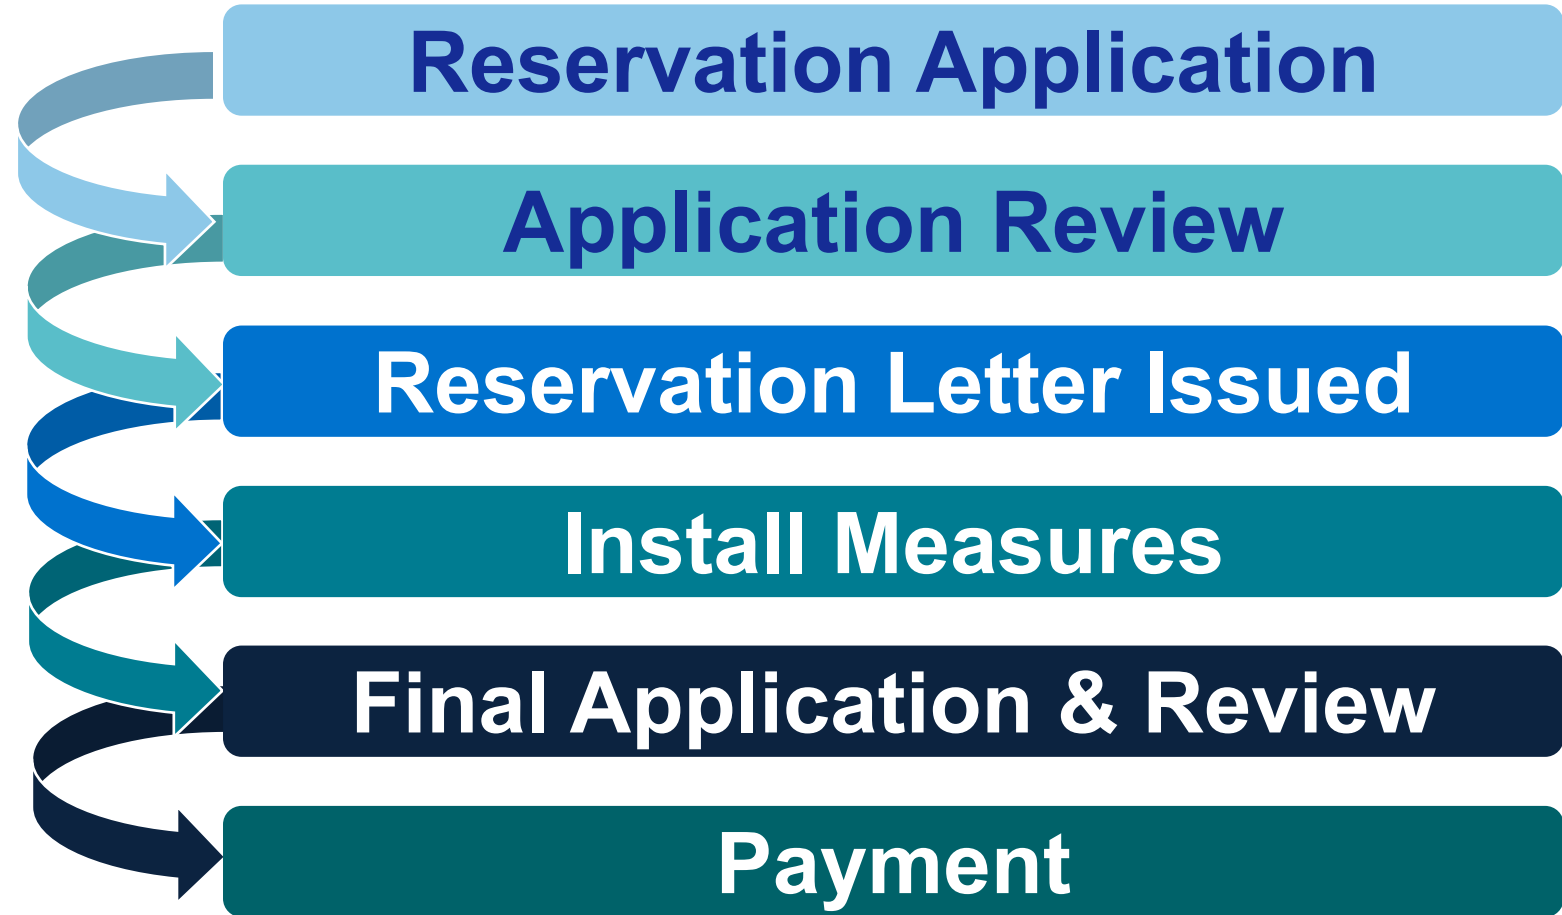 Reservation Application
Application Review
Reservation Letter Issued
Install Measures
Final Application & Review
Payment